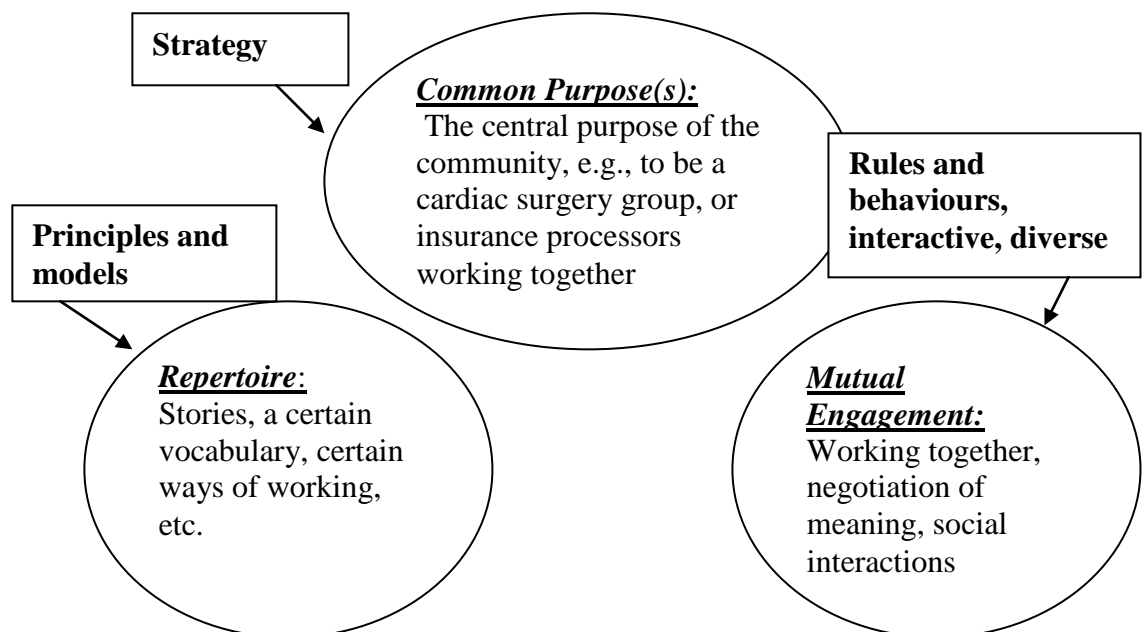 Strategy
Common Purpose(s):
The central purpose of the
community, e.g., to be a
cardiac surgery group, or
insurance processors
working together
Rules and
behaviours,
interactive, diverse
Principles and
models
Repertoire:
Stories, a certain
vocabulary, certain
ways of working,
etc.
Mutual
Engagement:
Working together,
negotiation of
meaning, social
interactions